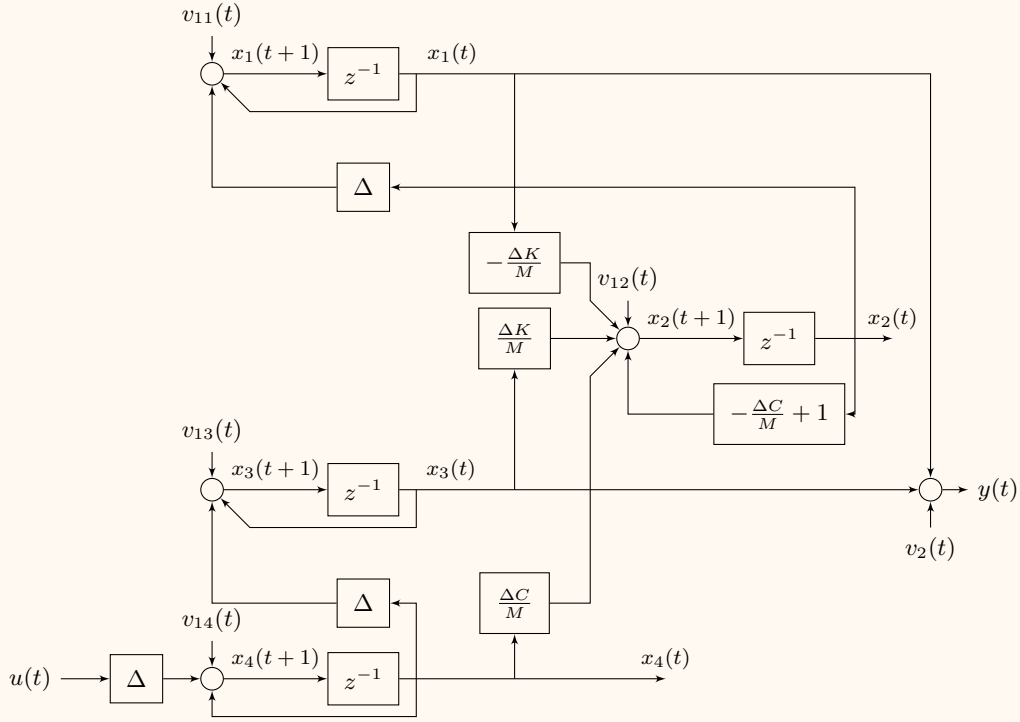 v₁₁(t)
x₁(t+1)
z⁻¹
x₁(t)
Δ
−ΔK/M
v₁₂(t)
ΔK/M
x₂(t+1)
z⁻¹
x₂(t)
−ΔC/M + 1
v₁₃(t)
x₃(t+1)
z⁻¹
x₃(t)
y(t)
v₂(t)
Δ
ΔC/M
v₁₄(t)
u(t)
Δ
x₄(t+1)
z⁻¹
x₄(t)